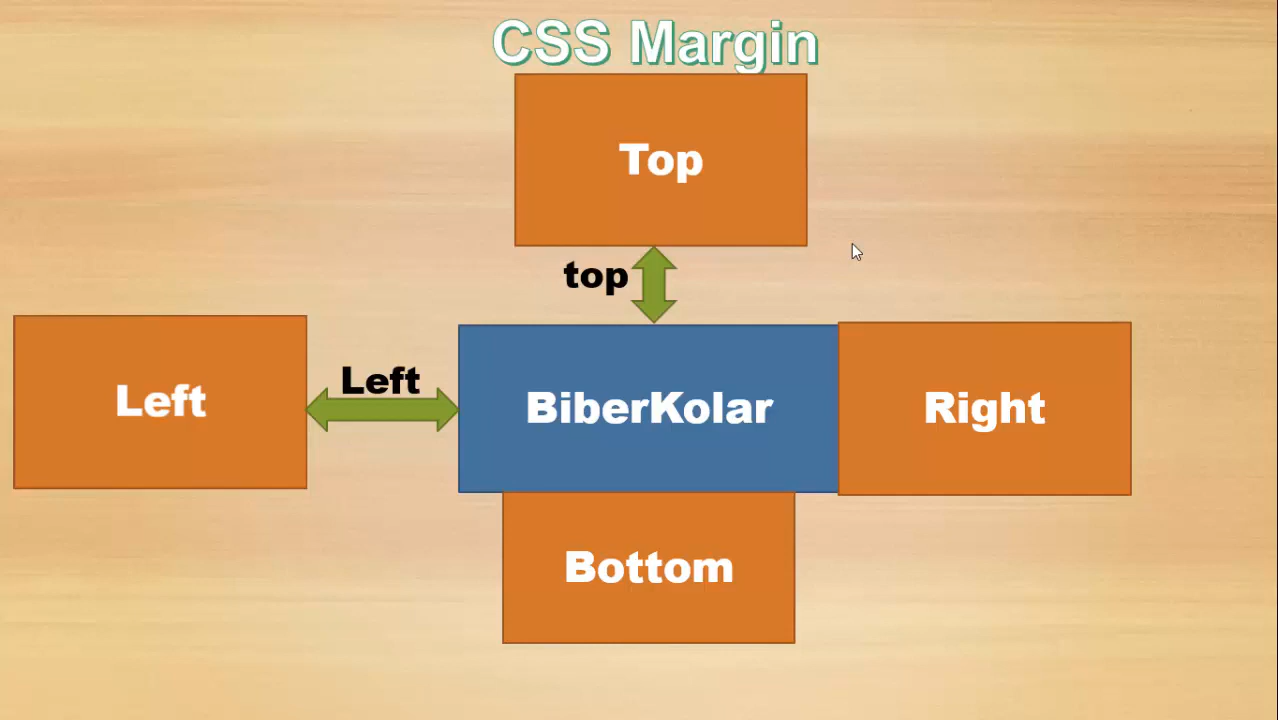 CSS Margin
Top
top
Left
Left
BiberKolar
Right
Bottom